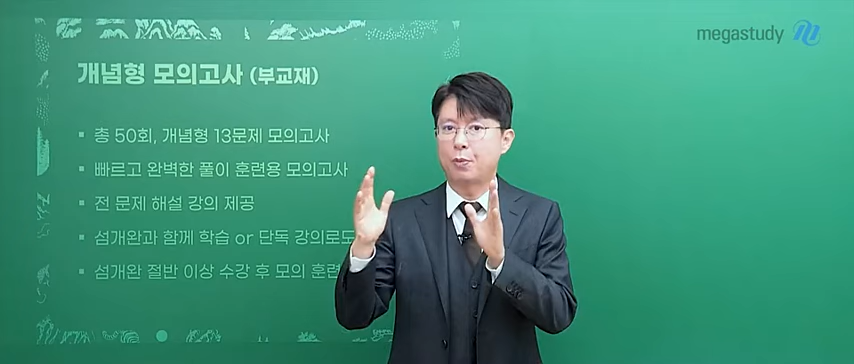 megastudy
개념형 모의고사 (부교재)
▪ 총 50회, 개념형 13문제 모의고사
▪ 빠르고 완벽한 풀이 훈련용 모의고사
▪ 전 문제 해설 강의 제공
▪ 섬개완과 함께 학습 or 단독 강의로도
▪ 섬개완 절반 이상 수강 후 모의 훈련